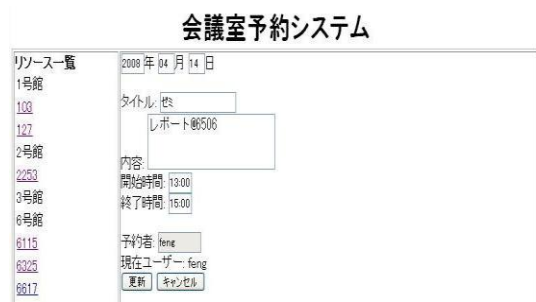 会議室予約システム
リソース一覧
1号館
103
127
2号館
2253
3号館
6号館
6115
6325
6617
2008 年 04 月 14 日
タイトル: ゼミ
内容: レポート@6506
開始時間: 13:00
終了時間: 15:00
予約者: feng
現在ユーザー: feng
更新 キャンセル